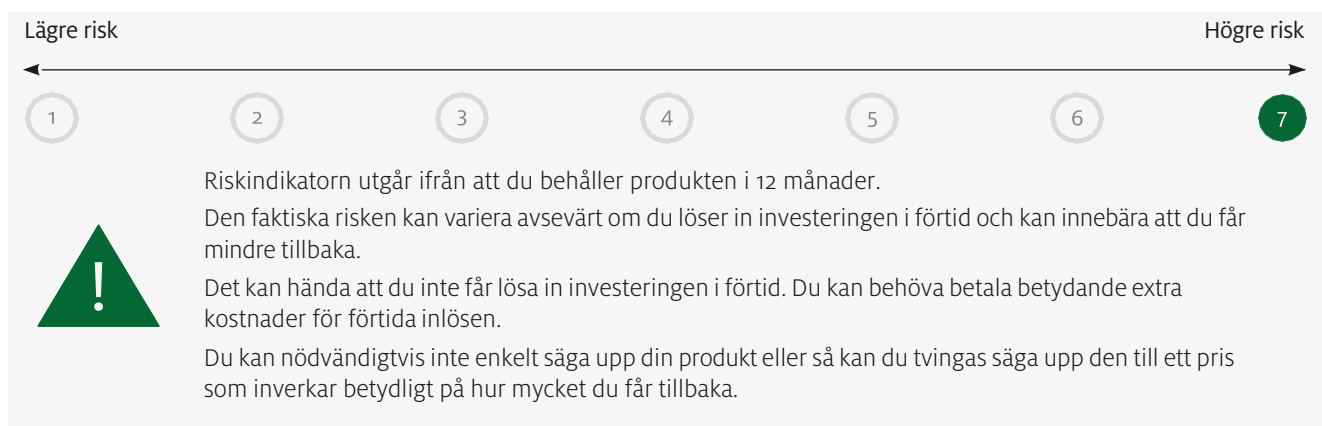 Lägre risk Högre risk
1 2 3 4 5 6 7
Riskindikatorn utgår ifrån att du behåller produkten i 12 månader.
Den faktiska risken kan variera avsevärt om du löser in investeringen i förtid och kan innebära att du får
mindre tillbaka.
Det kan hända att du inte får lösa in investeringen i förtid. Du kan behöva betala betydande extra
kostnader för förtida inlösen.
Du kan nödvändigtvis inte enkelt säga upp din produkt eller så kan du tvingas säga upp den till ett pris
som inverkar betydligt på hur mycket du får tillbaka.
!